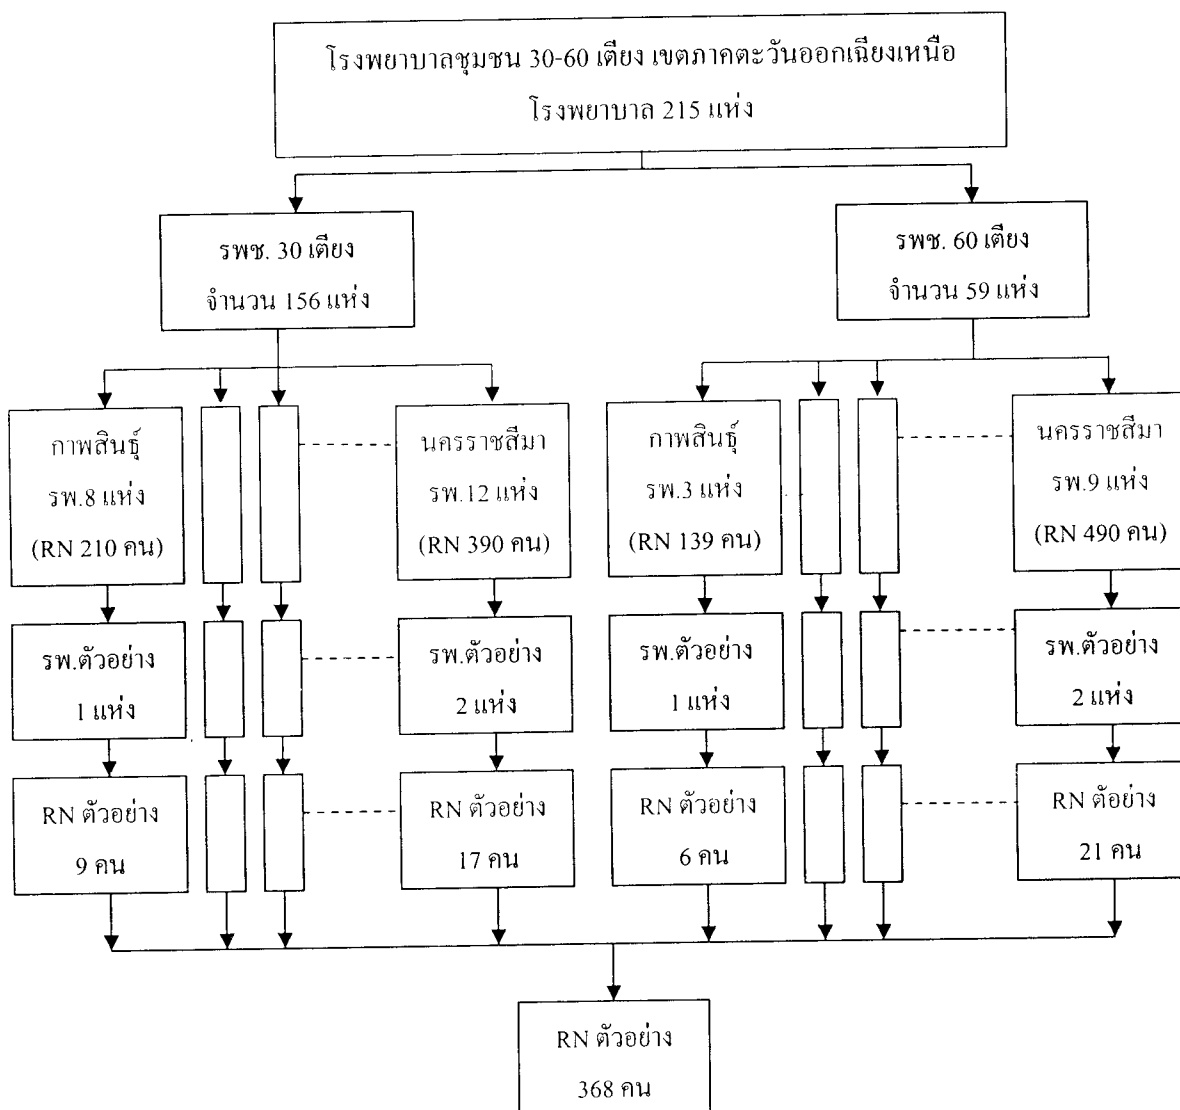 โรงพยาบาลชุมชน 30-60 เตียง เขตภาคตะวันออกเฉียงเหนือ
โรงพยาบาล 215 แห่ง
รพช. 30 เตียง
จำนวน 156 แห่ง
รพช. 60 เตียง
จำนวน 59 แห่ง
กาพสินธุ์
รพ.8 แห่ง
(RN 210 คน)
นครราชสีมา
รพ.12 แห่ง
(RN 390 คน)
กาพสินธุ์
รพ.3 แห่ง
(RN 139 คน)
นครราชสีมา
รพ.9 แห่ง
(RN 490 คน)
รพ.ตัวอย่าง
1 แห่ง
รพ.ตัวอย่าง
2 แห่ง
รพ.ตัวอย่าง
1 แห่ง
รพ.ตัวอย่าง
2 แห่ง
RN ตัวอย่าง
9 คน
RN ตัวอย่าง
17 คน
RN ตัวอย่าง
6 คน
RN ตัอย่าง
21 คน
RN ตัวอย่าง
368 คน